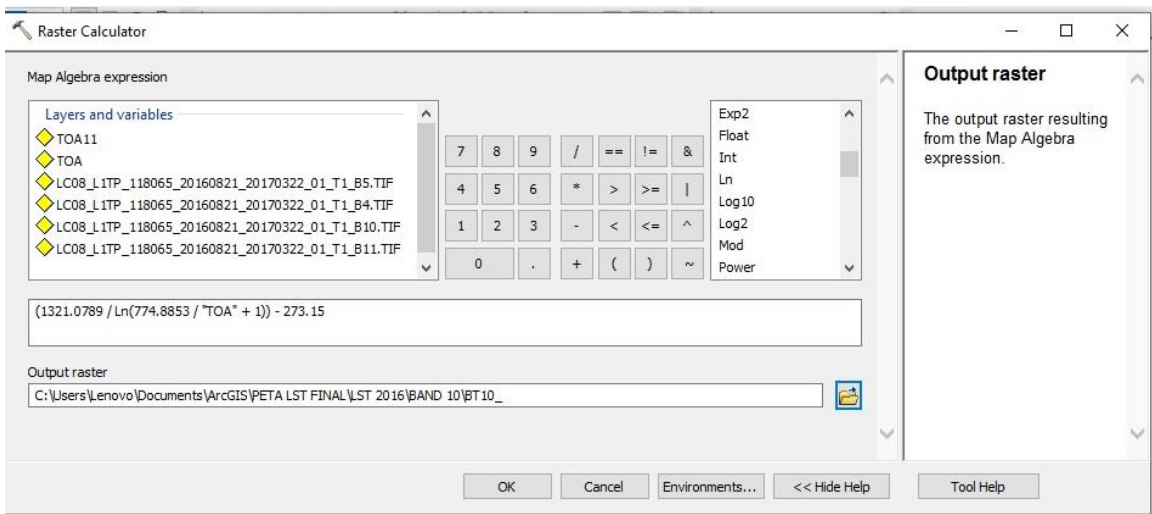 Raster Calculator
Map Algebra expression
Layers and variables
TOA11
TOA
LC08_L1TP_118065_20160821_20170322_01_T1_B5.TIF
LC08_L1TP_118065_20160821_20170322_01_T1_B4.TIF
LC08_L1TP_118065_20160821_20170322_01_T1_B10.TIF
LC08_L1TP_118065_20160821_20170322_01_T1_B11.TIF
7 8 9 / == != &
4 5 6 * > >= |
1 2 3 - < <= ^
0 . + ( ) ~
Exp2
Float
Int
Ln
Log10
Log2
Mod
Power
(1321.0789 / Ln(774.8853 / "TOA" + 1)) - 273.15
Output raster
C:\Users\Lenovo\Documents\ArcGIS\PETA LST FINAL\LST 2016\BAND 10\BT10_
OK Cancel Environments... << Hide Help
Output raster
The output raster resulting
from the Map Algebra
expression.
Tool Help